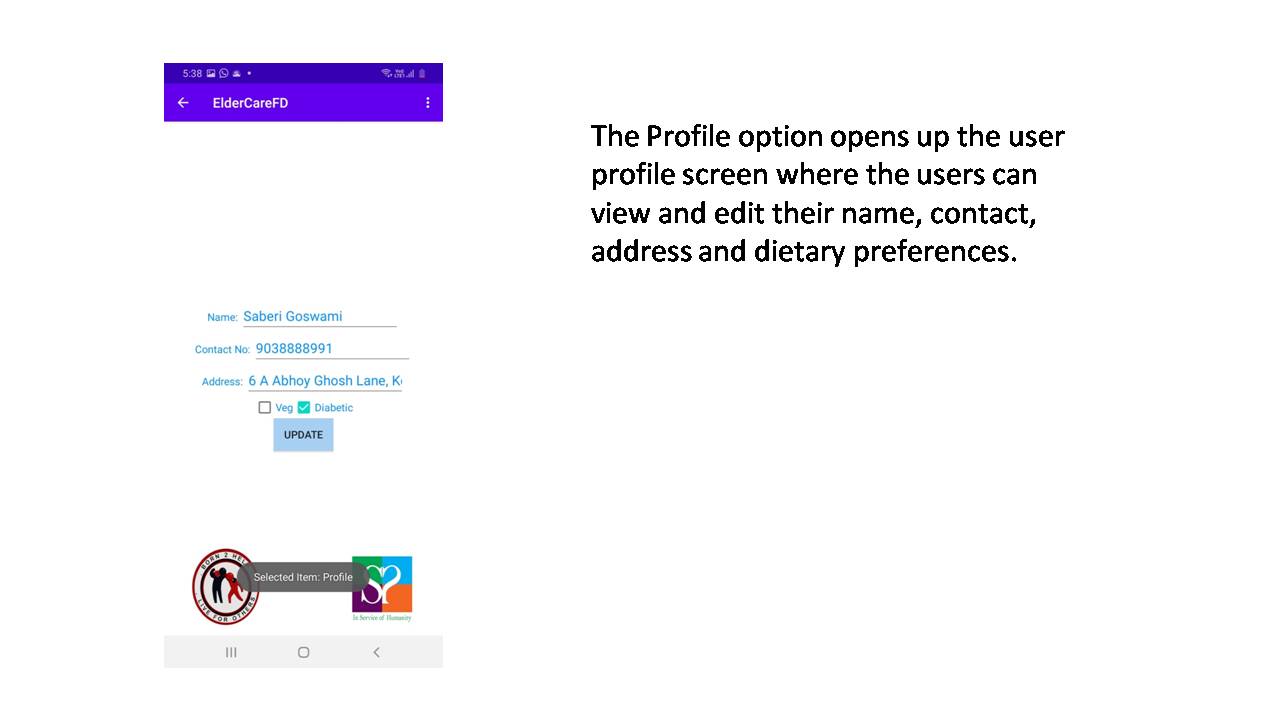 5:38
ElderCareFD
The Profile option opens up the user
profile screen where the users can
view and edit their name, contact,
address and dietary preferences.
Name: Saberi Goswami
Contact No: 9038888991
Address: 6 A Abhoy Ghosh Lane,
Veg Diabetic
UPDATE
BORN 2 HELP
Selected Item: Profile
LIVE FOR OTHERS
SP
In Service of Humanity